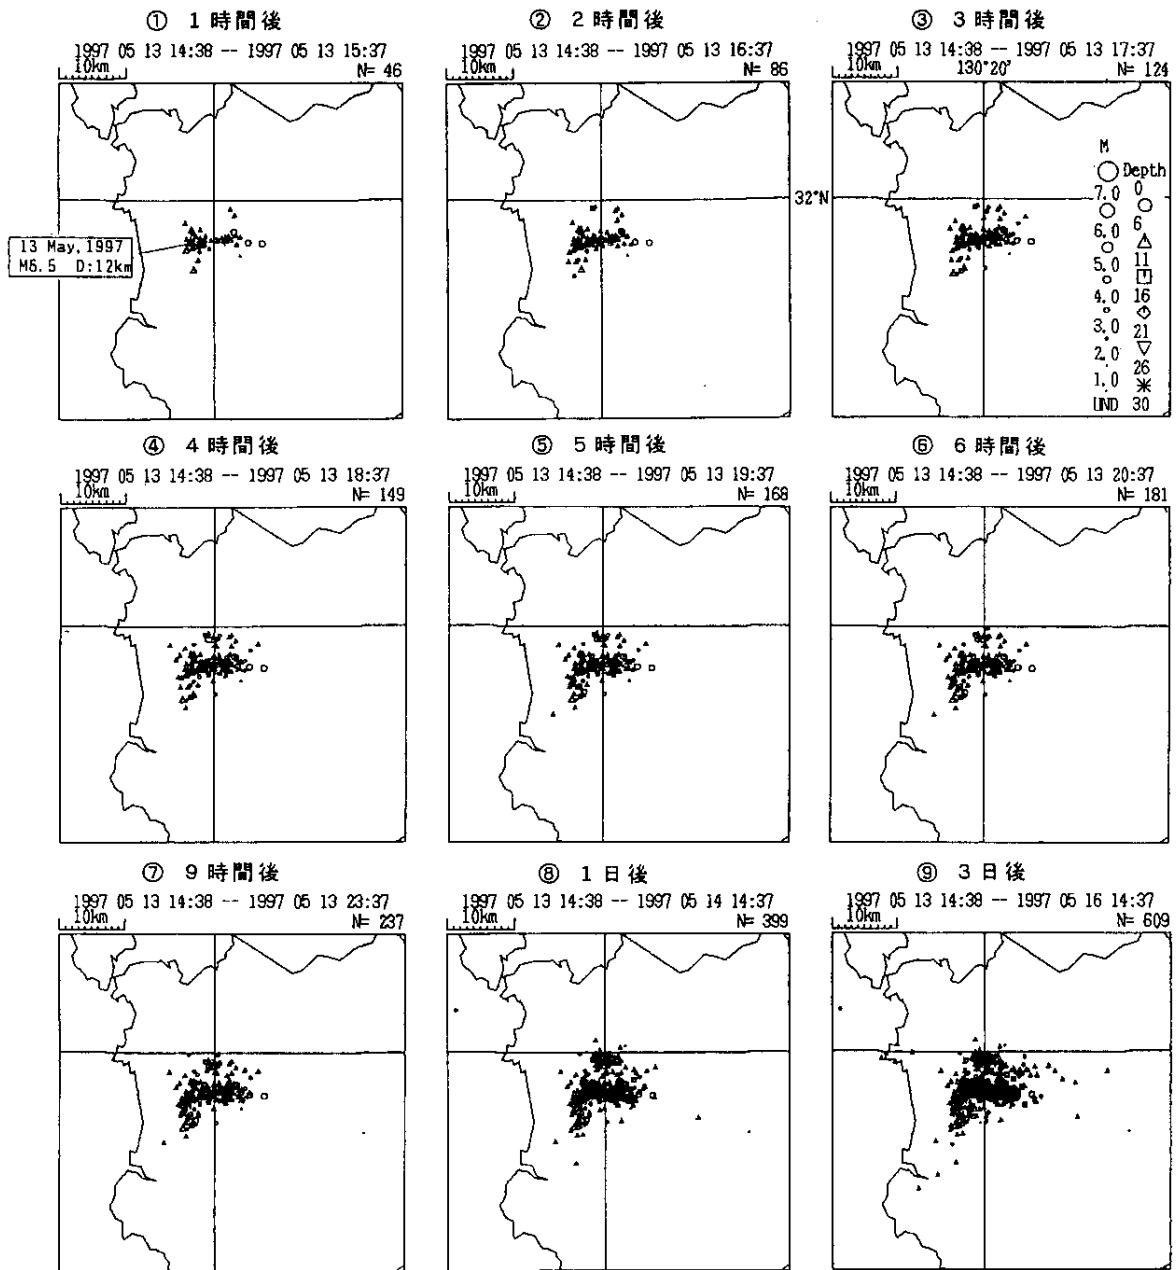 ① 1時間後
1997 05 13 14:38 -- 1997 05 13 15:37
10km
N= 46
13 May,1997
M6.5 D:12km
② 2時間後
1997 05 13 14:38 -- 1997 05 13 16:37
10km
N= 86
③ 3時間後
1997 05 13 14:38 -- 1997 05 13 17:37
10km
130°20'
N= 124
32°N
M
Depth
7.0 0
6.0 6
5.0 11
4.0 16
3.0 21
2.0 26
1.0
UND 30
④ 4時間後
1997 05 13 14:38 -- 1997 05 13 18:37
10km
N= 149
⑤ 5時間後
1997 05 13 14:38 -- 1997 05 13 19:37
10km
N= 168
⑥ 6時間後
1997 05 13 14:38 -- 1997 05 13 20:37
10km
N= 181
⑦ 9時間後
1997 05 13 14:38 -- 1997 05 13 23:37
10km
N= 237
⑧ 1日後
1997 05 13 14:38 -- 1997 05 14 14:37
10km
N= 399
⑨ 3日後
1997 05 13 14:38 -- 1997 05 16 14:37
10km
N= 609